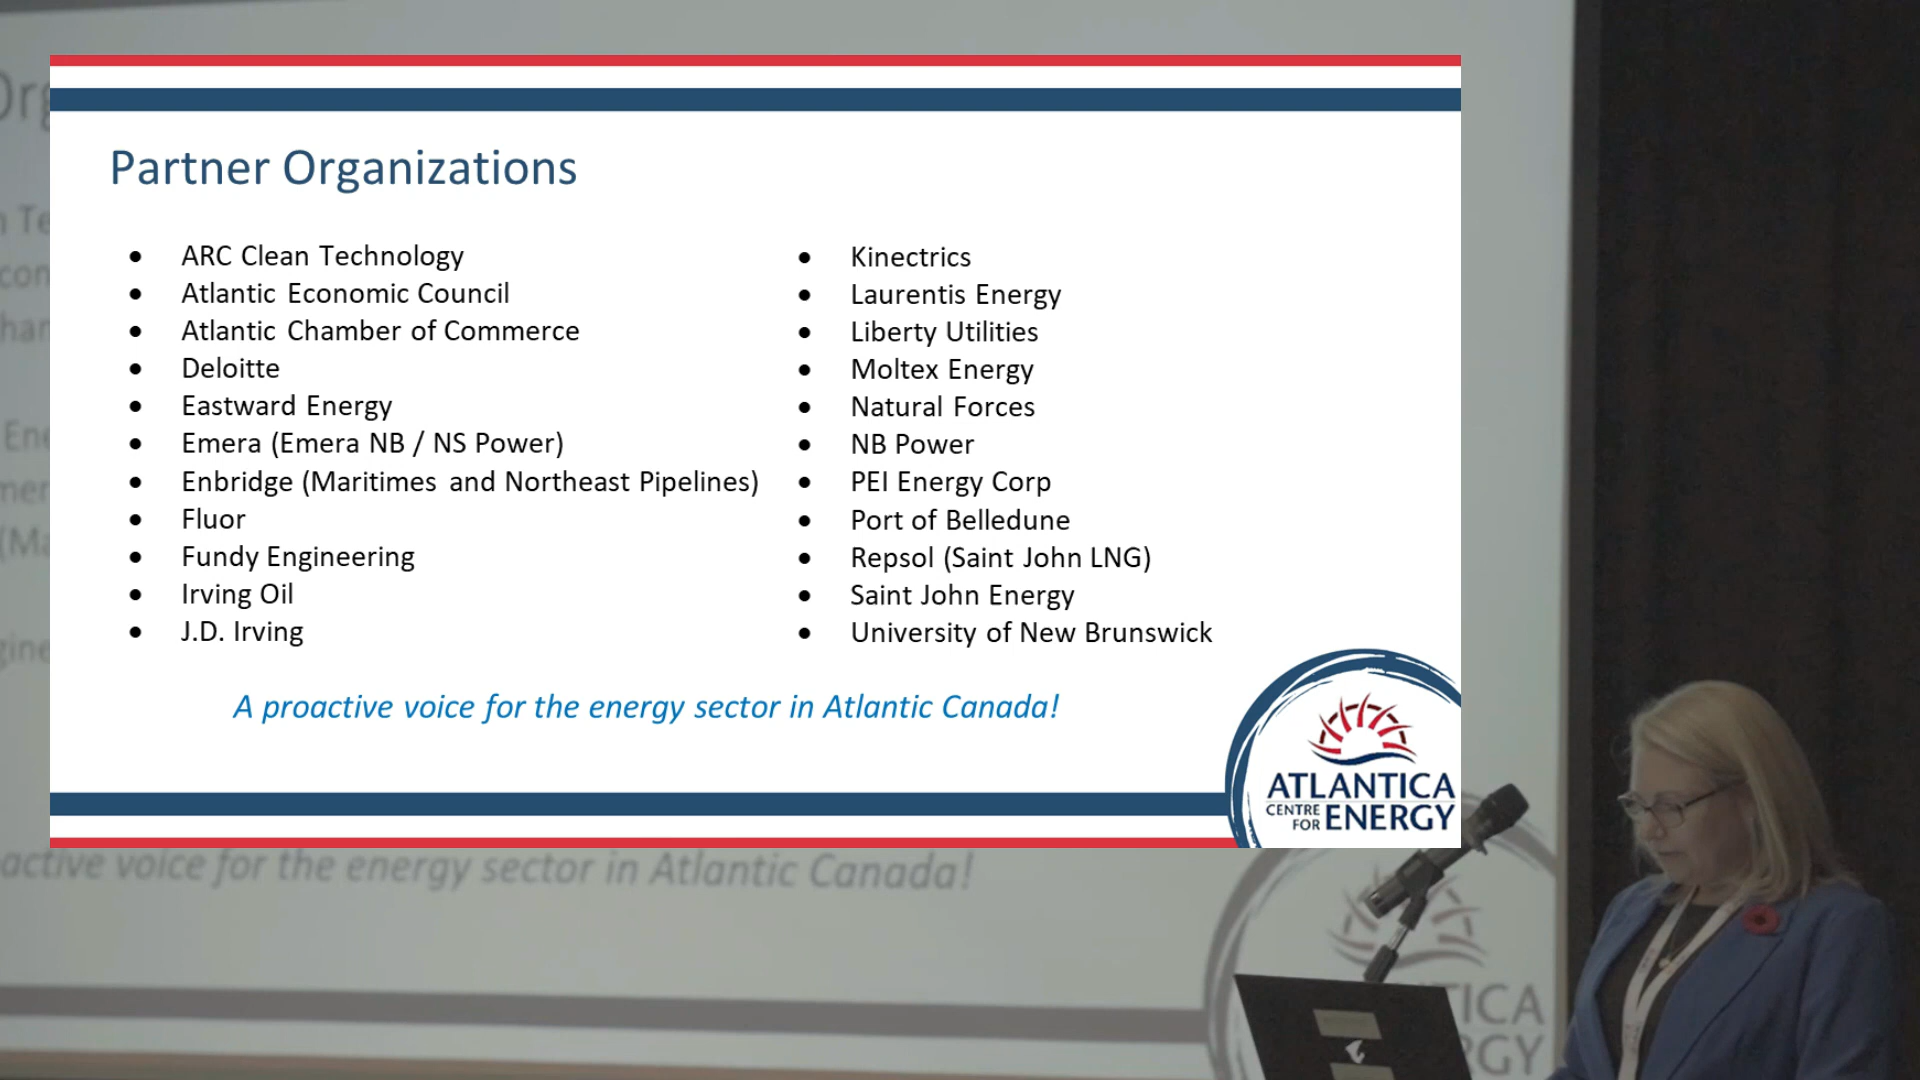 Partner Organizations
• ARC Clean Technology
• Atlantic Economic Council
• Atlantic Chamber of Commerce
• Deloitte
• Eastward Energy
• Emera (Emera NB / NS Power)
• Enbridge (Maritimes and Northeast Pipelines)
• Fluor
• Fundy Engineering
• Irving Oil
• J.D. Irving
• Kinectrics
• Laurentis Energy
• Liberty Utilities
• Moltex Energy
• Natural Forces
• NB Power
• PEI Energy Corp
• Port of Belledune
• Repsol (Saint John LNG)
• Saint John Energy
• University of New Brunswick
A proactive voice for the energy sector in Atlantic Canada!
ATLANTICA
CENTRE
FOR ENERGY
active voice for the energy sector in Atlantic Canada!